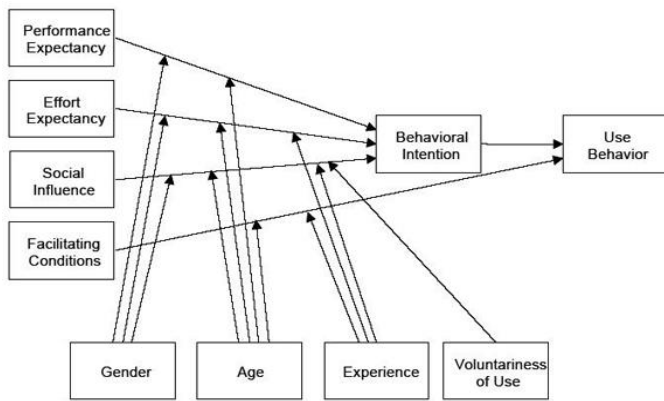 Performance
Expectancy
Effort
Expectancy
Social
Influence
Facilitating
Conditions
Behavioral
Intention
Use
Behavior
Gender
Age
Experience
Voluntariness
of Use